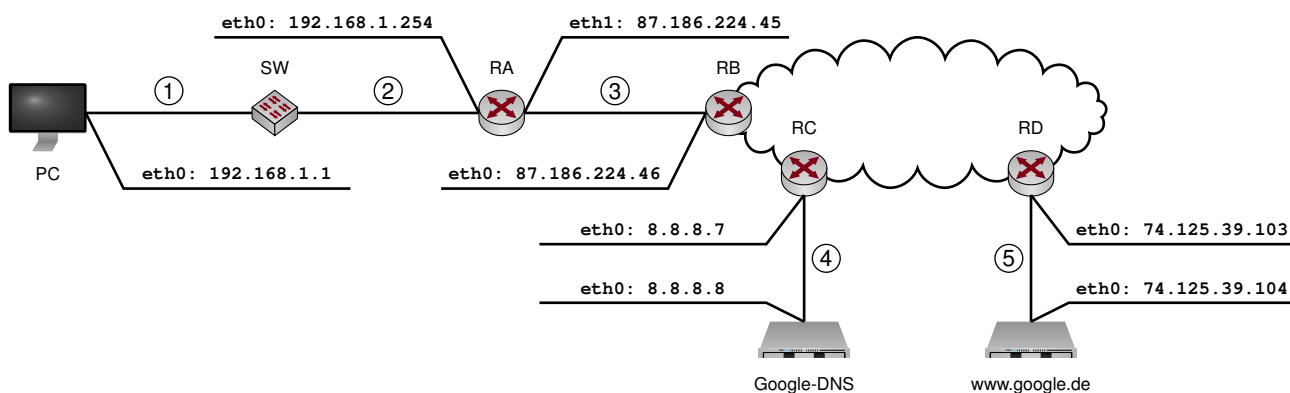 eth0: 192.168.1.254
eth1: 87.186.224.45
SW
RA
RB
1
2
3
RC
RD
PC
eth0: 192.168.1.1
eth0: 87.186.224.46
eth0: 8.8.8.7
eth0: 74.125.39.103
4
5
eth0: 8.8.8.8
eth0: 74.125.39.104
Google-DNS
www.google.de